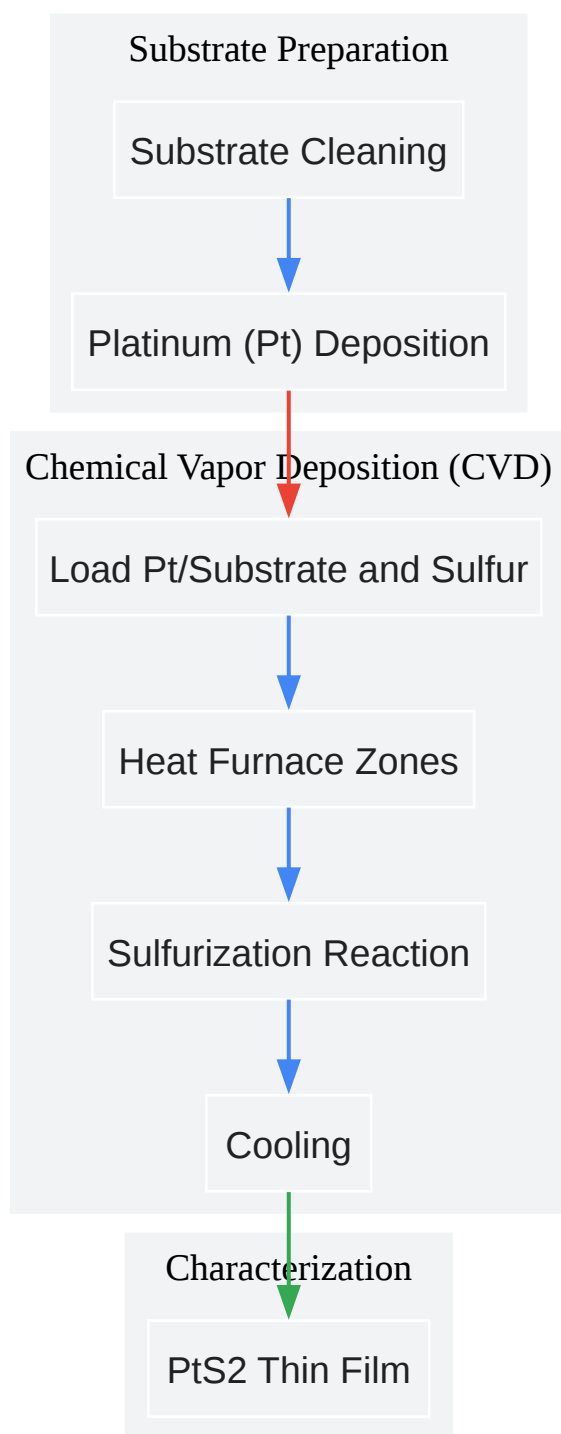 Substrate Preparation
Substrate Cleaning
Platinum (Pt) Deposition
Chemical Vapor Deposition (CVD)
Load Pt/Substrate and Sulfur
Heat Furnace Zones
Sulfurization Reaction
Cooling
Characterization
PtS2 Thin Film